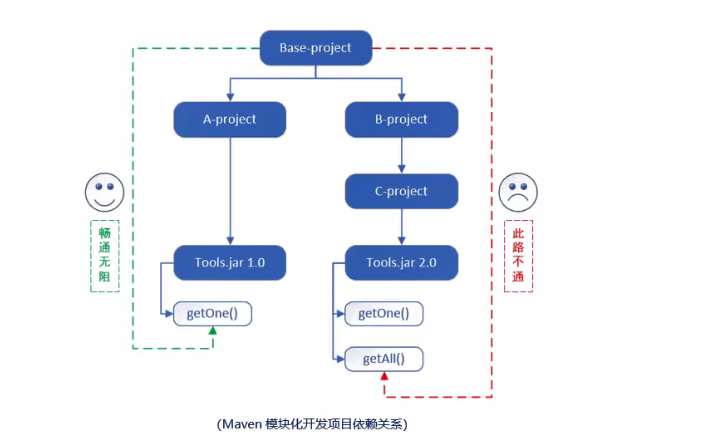 Base-project
A-project
B-project
C-project
畅通无阻
此路不通
Tools.jar 1.0
Tools.jar 2.0
getOne()
getOne()
getAll()
(Maven 模块化开发项目依赖关系)